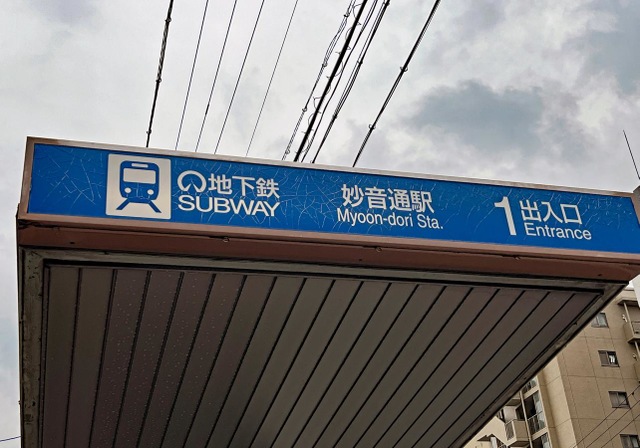 地下鉄
SUBWAY
妙音通駅
Myoon-dori Sta.
1 出入口
Entrance